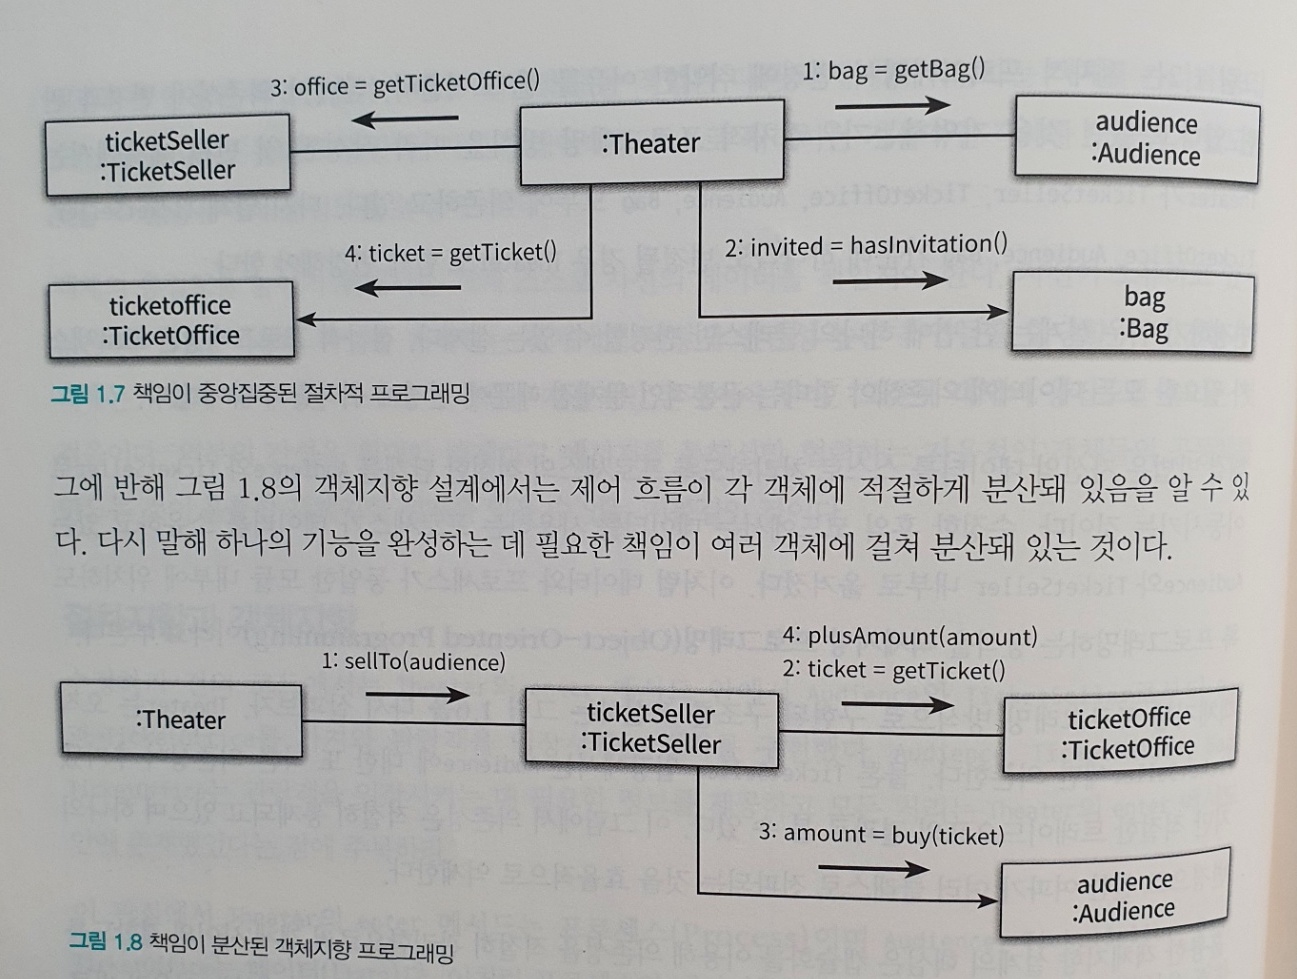 3: office = getTicketOffice()
1: bag = getBag()
ticketSeller
:TicketSeller
:Theater
audience
:Audience
4: ticket = getTicket()
2: invited = hasInvitation()
ticketoffice
:TicketOffice
bag
:Bag
그림 1.7 책임이 중앙집중된 절차적 프로그래밍
그에 반해 그림 1.8의 객체지향 설계에서는 제어 흐름이 각 객체에 적절하게 분산돼 있음을 알 수 있
다. 다시 말해 하나의 기능을 완성하는 데 필요한 책임이 여러 객체에 걸쳐 분산돼 있는 것이다.
1: sellTo(audience)
4: plusAmount(amount)
2: ticket = getTicket()
:Theater
ticketSeller
:TicketSeller
ticketOffice
:TicketOffice
3: amount = buy(ticket)
audience
:Audience
그림 1.8 책임이 분산된 객체지향 프로그래밍